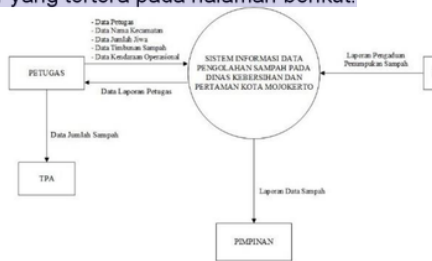 yang tertera pada halaman berikut.
- Data Petugas
- Data Nama Kecamatan
- Data Jumlah Jiwa
- Data Timbunan Sampah
- Data Kendaraan Operasional
PETUGAS
Data Laporan Petugas
SISTEM INFORMASI DATA
PENGOLAHAN SAMPAH PADA
DINAS KEBERSIHAN DAN
PERTAMAN KOTA MOJOKERTO
Laporan Pengaduan
Penumpukan Sampah
Data Jumlah Sampah
TPA
Laporan Data Sampah
PIMPINAN